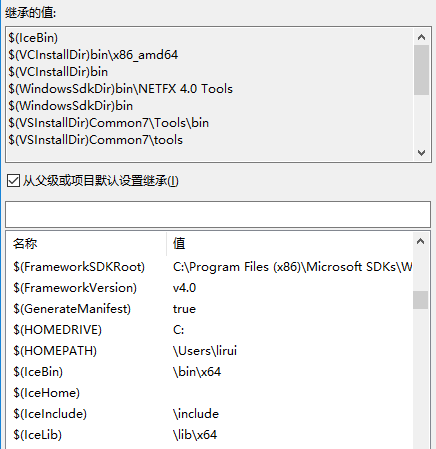 继承的值:
$(IceBin)
$(VCInstallDir)bin\x86_amd64
$(VCInstallDir)bin
$(WindowsSdkDir)bin\NETFX 4.0 Tools
$(WindowsSdkDir)bin
$(VSInstallDir)Common7\Tools\bin
$(VSInstallDir)Common7\tools
从父级或项目默认设置继承(I)
名称 值
$(FrameworkSDKRoot) C:\Program Files (x86)\Microsoft SDKs\W
$(FrameworkVersion) v4.0
$(GenerateManifest) true
$(HOMEDRIVE) C:
$(HOMEPATH) \Users\lirui
$(IceBin) \bin\x64
$(IceHome)
$(IceInclude) \include
$(IceLib) \lib\x64